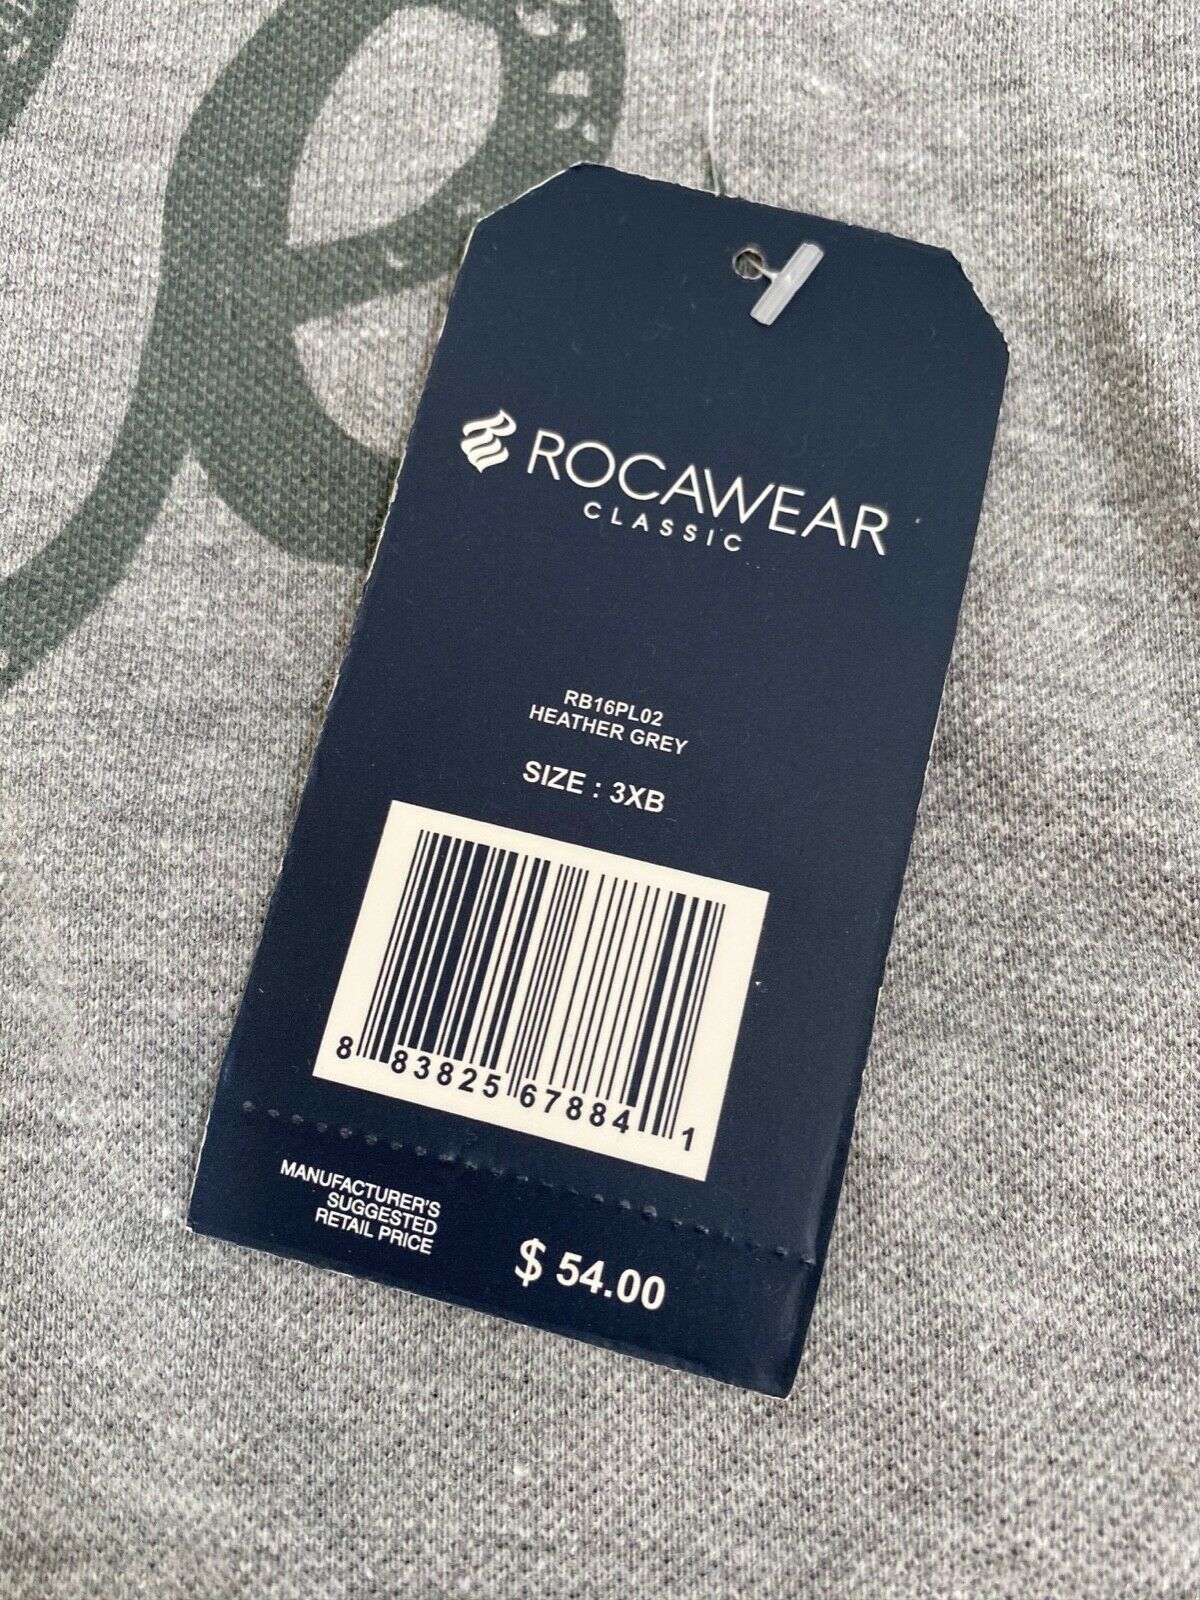 ROCAWEAR
CLASSIC
RB16PL02
HEATHER GREY
SIZE : 3XB
8 83825 67884 1
MANUFACTURER'S
SUGGESTED
RETAIL PRICE
$ 54.00